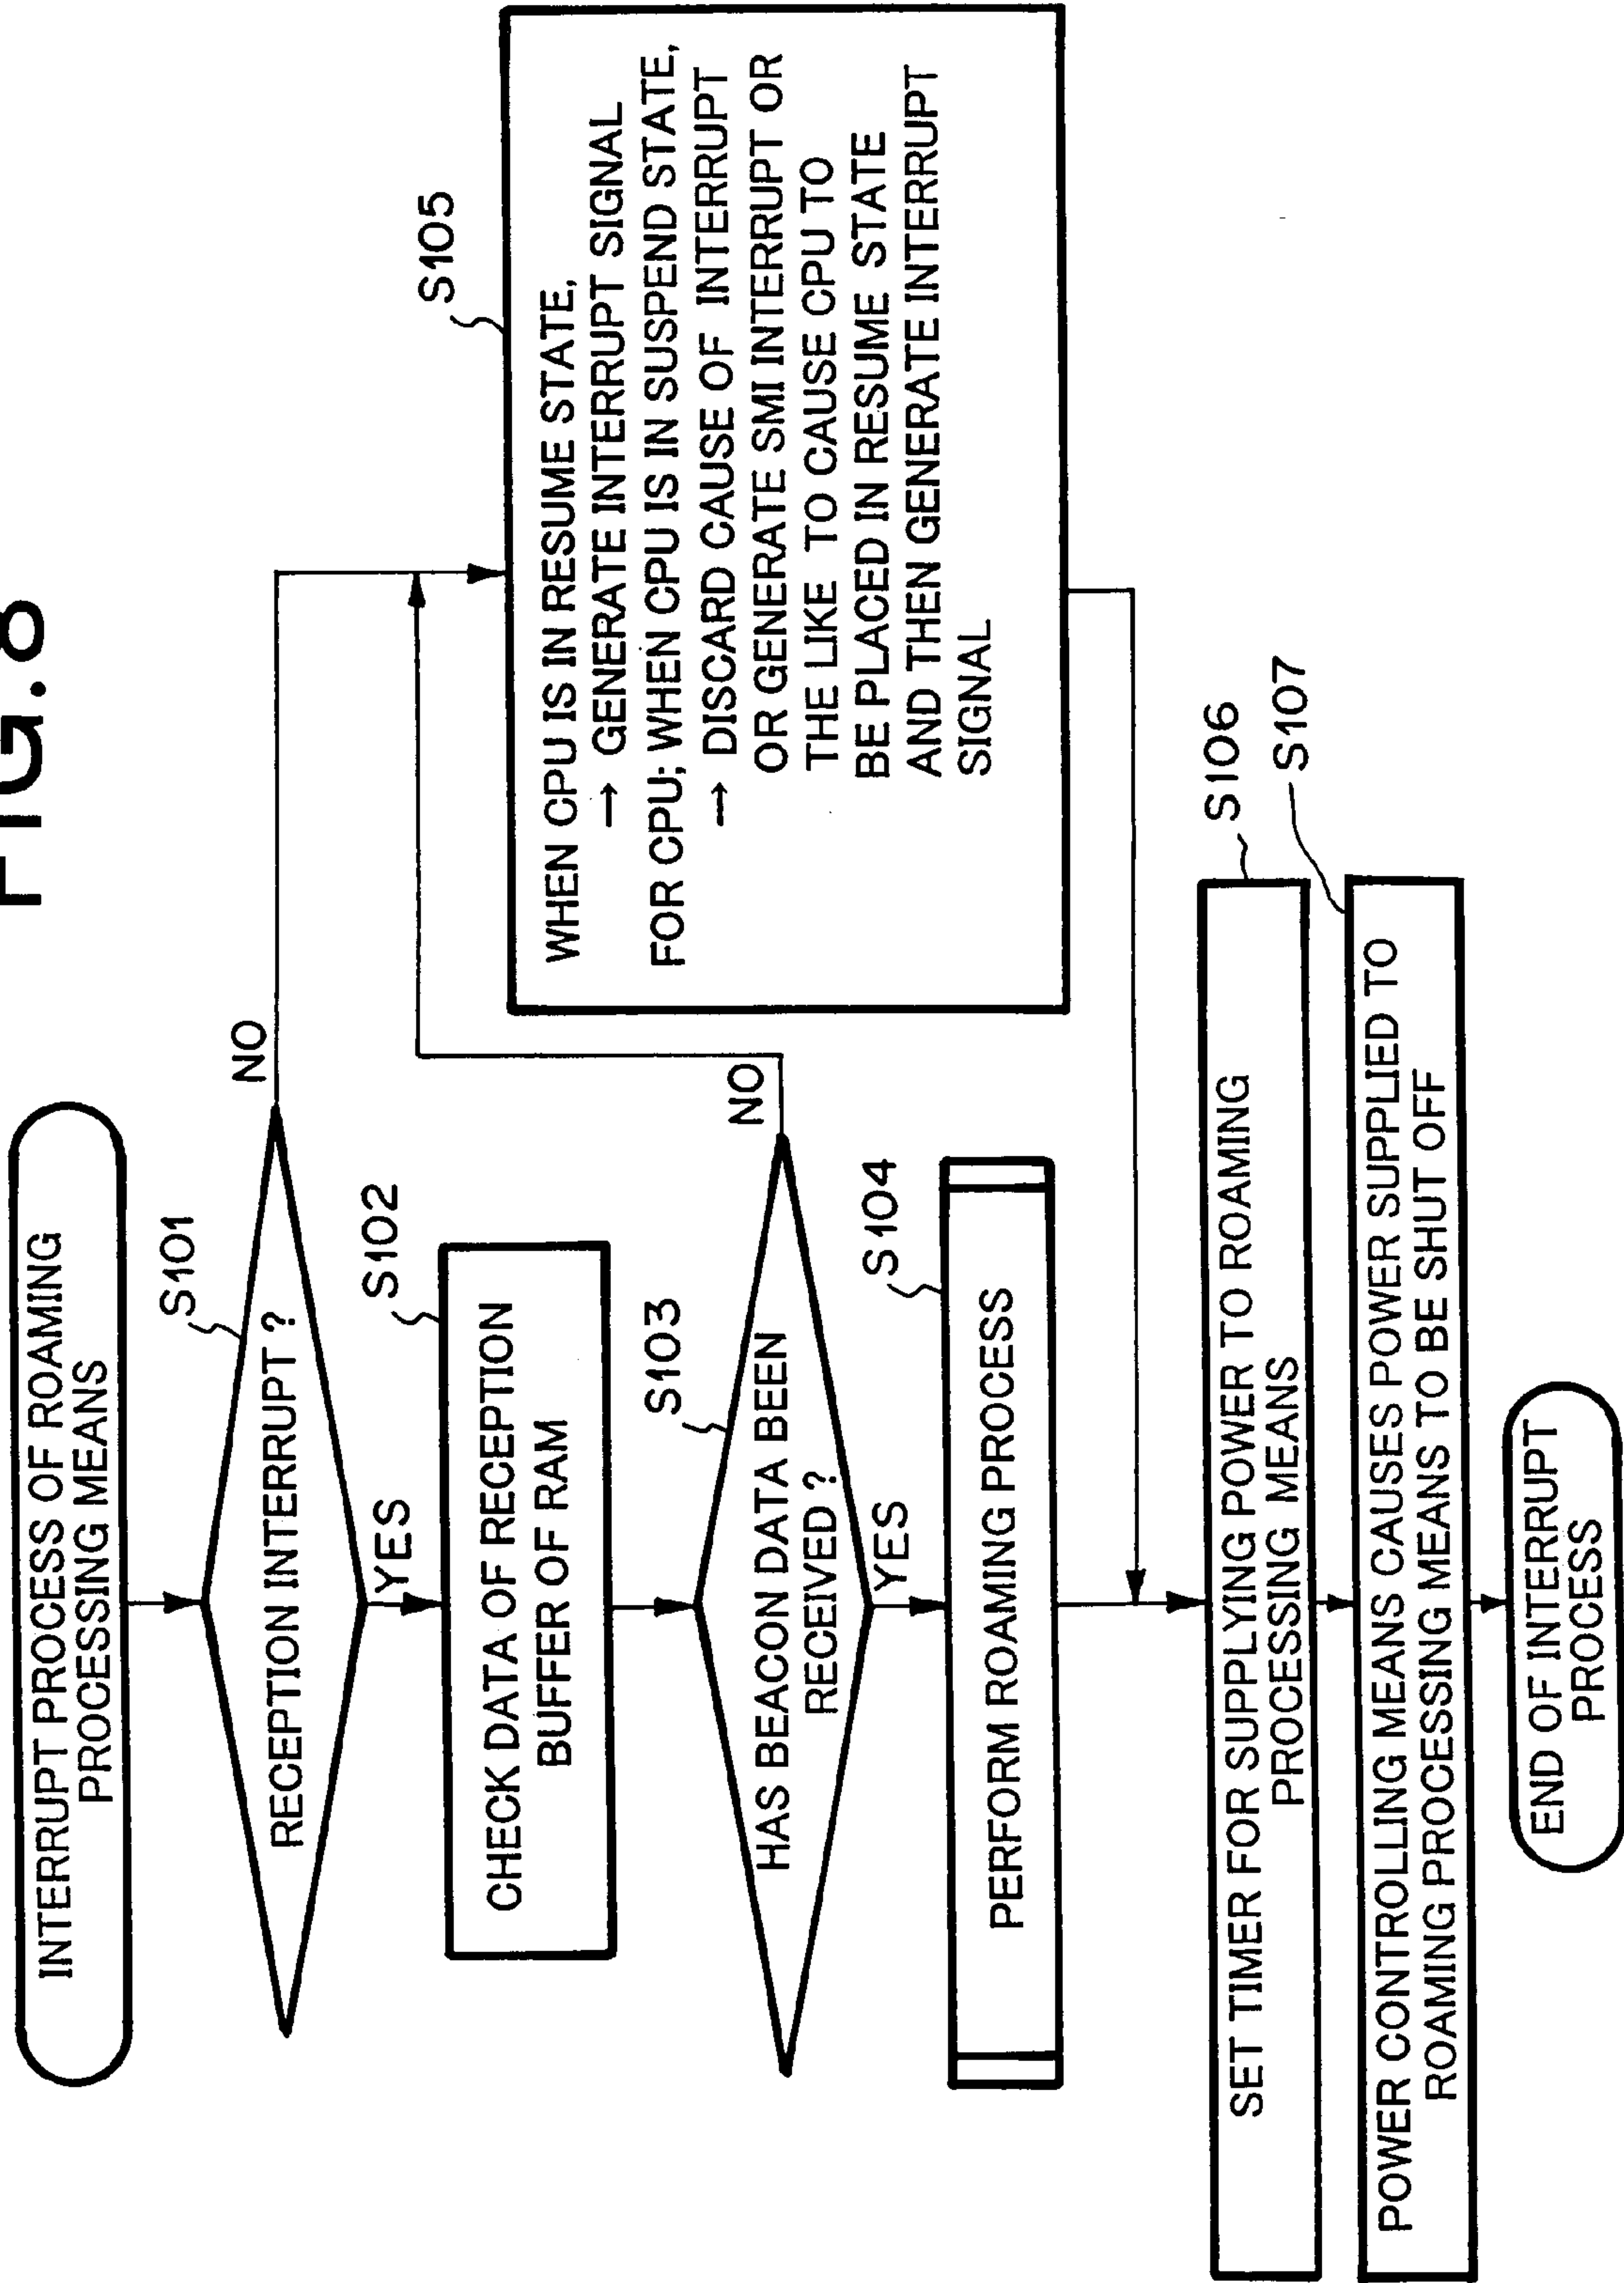 FIG.8
INTERRUPT PROCESS OF ROAMING
PROCESSING MEANS
S101
RECEPTION INTERRUPT ?
NO
YES
S102
CHECK DATA OF RECEPTION
BUFFER OF RAM
S103
HAS BEACON DATA BEEN
RECEIVED ?
NO
YES
S104
PERFORM ROAMING PROCESS
S105
WHEN CPU IS IN RESUME STATE,
→ GENERATE INTERRUPT SIGNAL
FOR CPU; WHEN CPU IS IN SUSPEND STATE,
→ DISCARD CAUSE OF INTERRUPT
OR GENERATE SMI INTERRUPT OR
THE LIKE TO CAUSE CPU TO
BE PLACED IN RESUME STATE
AND THEN GENERATE INTERRUPT
SIGNAL
S106
SET TIMER FOR SUPPLYING POWER TO ROAMING
PROCESSING MEANS
S107
POWER CONTROLLING MEANS CAUSES POWER SUPPLIED TO
ROAMING PROCESSING MEANS TO BE SHUT OFF
END OF INTERRUPT
PROCESS